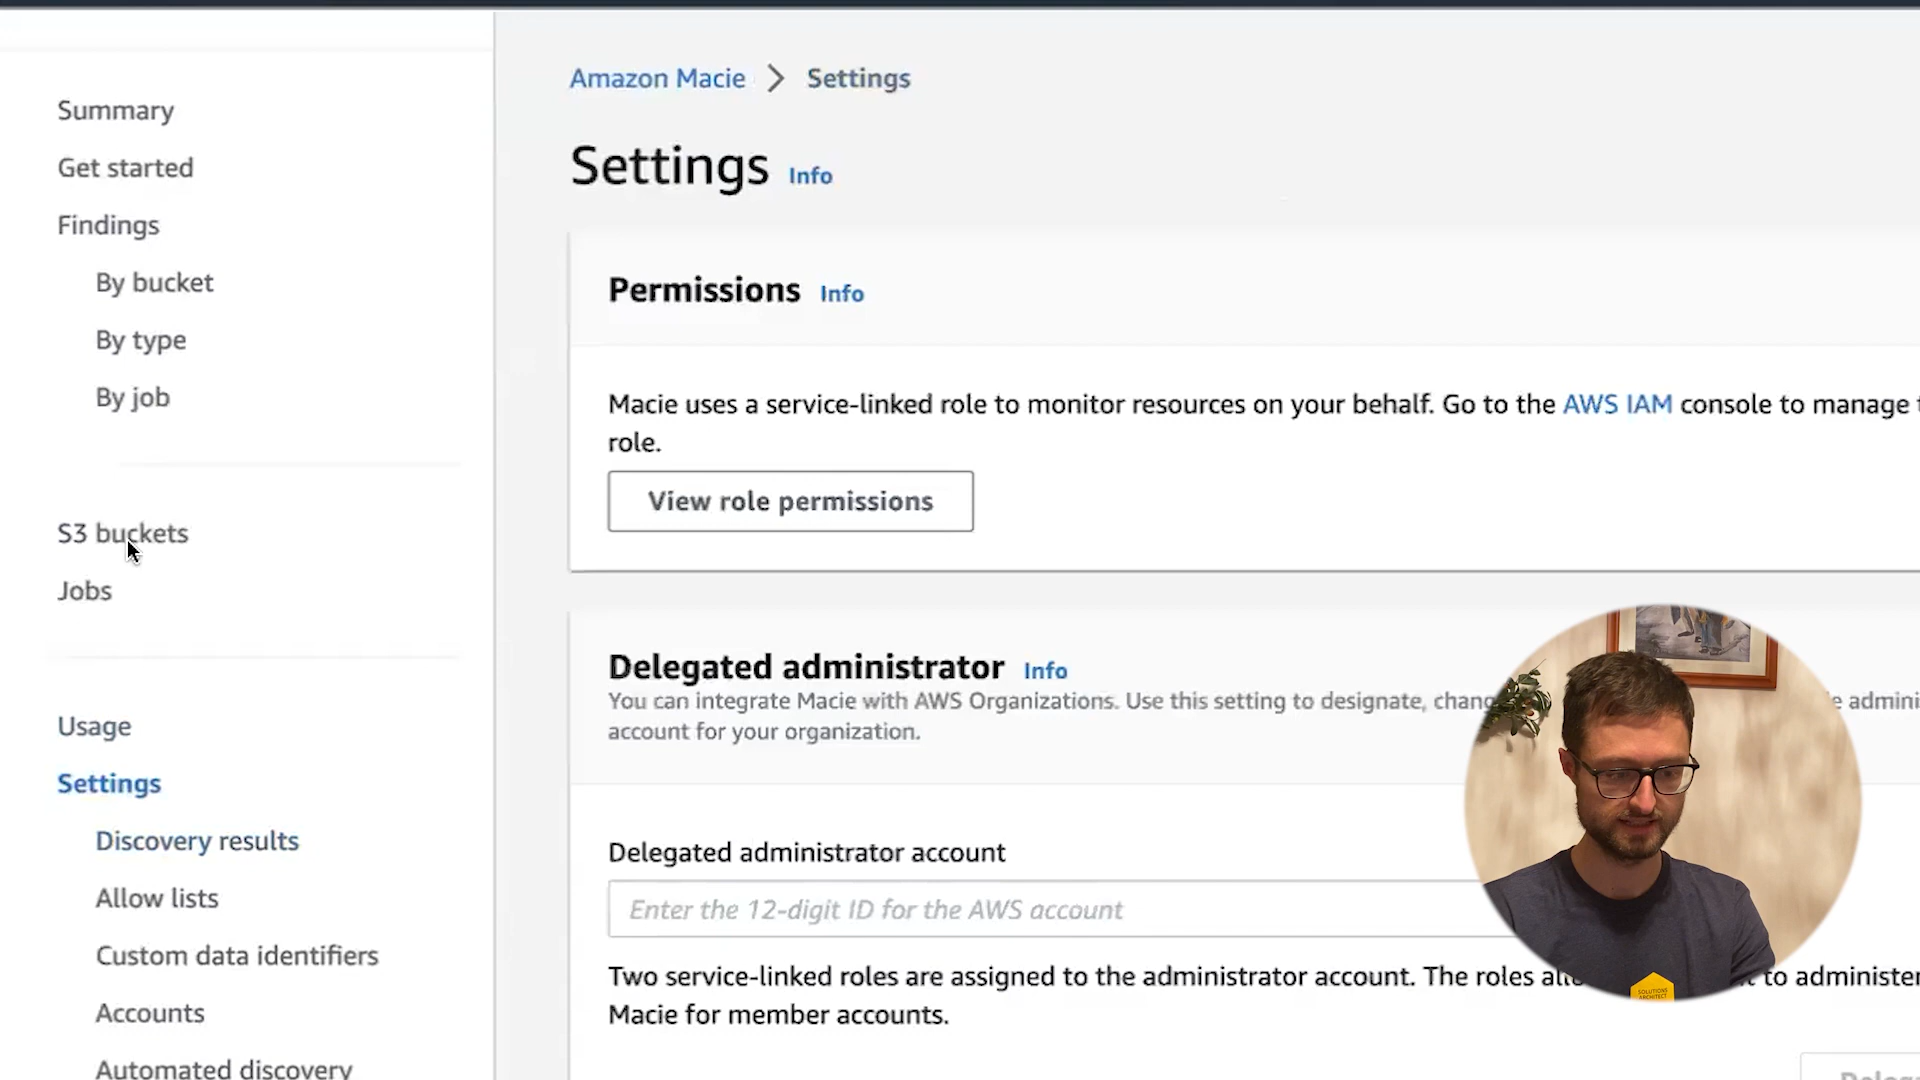 Summary
Get started
Findings
By bucket
By type
By job
S3 buckets
Jobs
Usage
Settings
Discovery results
Allow lists
Custom data identifiers
Accounts
Automated discovery
Amazon Macie > Settings
Settings Info
Permissions Info
Macie uses a service-linked role to monitor resources on your behalf. Go to the AWS IAM console to manage
role.
View role permissions
Delegated administrator Info
You can integrate Macie with AWS Organizations. Use this setting to designate,
account for your organization.
Delegated administrator account
Enter the 12-digit ID for the AWS account
Two service-linked roles are assigned to the administrator account. The roles to administer
Macie for member accounts.
SOLUTIONS
ARCHITECT